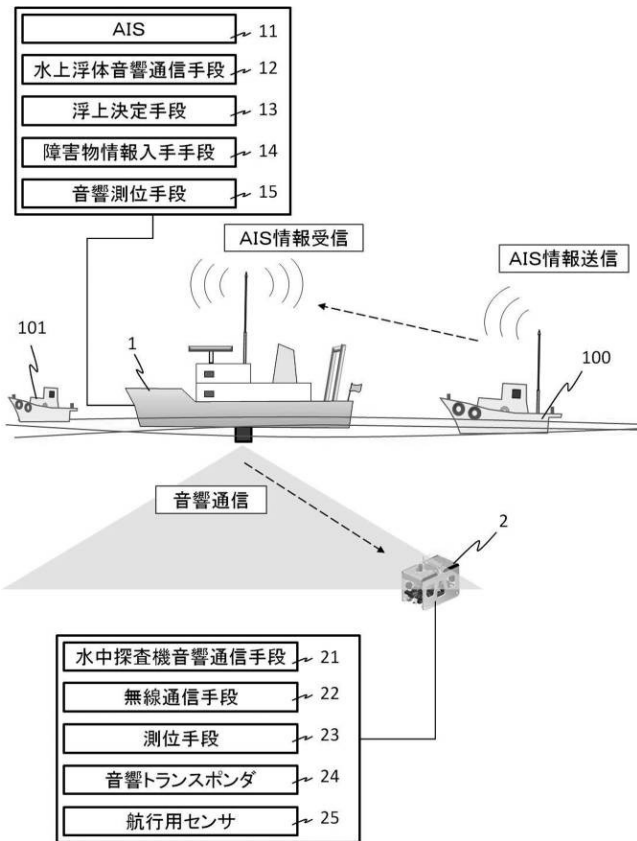 AIS 11
水上浮体音響通信手段 12
浮上決定手段 13
障害物情報入手手段 14
音響測位手段 15
AIS情報受信
AIS情報送信
101
1
100
音響通信
2
水中探査機音響通信手段 21
無線通信手段 22
測位手段 23
音響トランスポンダ 24
航行用センサ 25